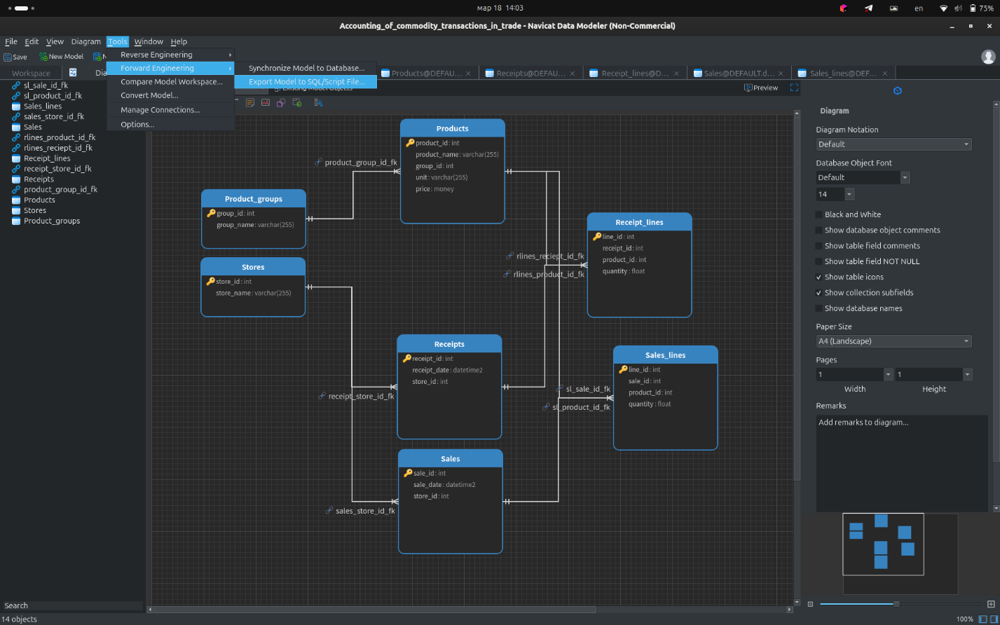 мар 18 14:03
en
75%
Accounting_of_commodity_transactions_in_trade - Navicat Data Modeler (Non-Commercial)
File Edit View Diagram Tools Window Help
Save New Model N
Reverse Engineering
Forward Engineering
Compare Model Workspace...
Convert Model...
Manage Connections...
Options...
Synchronize Model to Database...
Export Model to SQL/Script File...
Workspace Dia Products@DEFAU... Receipts@DEFAU... Receipt_lines@D... Sales@DEFAULT.d... Sales_lines@DEF...
Existing Model Objects
Preview
sl_sale_id_fk
sl_product_id_fk
Sales_lines
sales_store_id_fk
Sales
rlines_product_id_fk
rlines_reciept_id_fk
Receipt_lines
receipt_store_id_fk
Receipts
product_group_id_fk
Products
Stores
Product_groups
Products
product_id: int
product_name: varchar(255)
group_id: int
unit: varchar(255)
price: money
product_group_id_fk
Product_groups
group_id: int
group_name: varchar(255)
Stores
store_id: int
store_name: varchar(255)
Receipt_lines
line_id: int
receipt_id: int
product_id: int
quantity: float
rlines_reciept_id_fk
rlines_product_id_fk
Receipts
receipt_id: int
receipt_date: datetime2
store_id: int
receipt_store_id_fk
Sales_lines
line_id: int
sale_id: int
product_id: int
quantity: float
sl_sale_id_fk
sl_product_id_fk
Sales
sale_id: int
sale_date: datetime2
store_id: int
sales_store_id_fk
Diagram
Diagram Notation
Default
Database Object Font
Default
14
Black and White
Show database object comments
Show table field comments
Show table field NOT NULL
Show table icons
Show collection subfields
Show database names
Paper Size
A4 (Landscape)
Pages
1 1
Width Height
Remarks
Add remarks to diagram...
Search
14 objects
100%